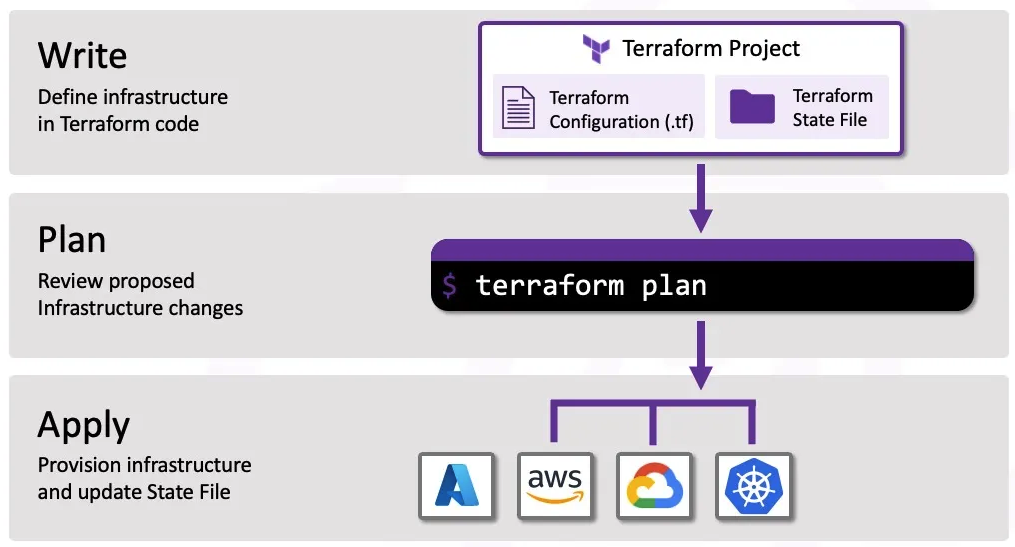 Write
Define infrastructure
in Terraform code
Terraform Project
Terraform
Configuration (.tf)
Terraform
State File
Plan
Review proposed
Infrastructure changes
$ terraform plan
Apply
Provision infrastructure
and update State File
aws